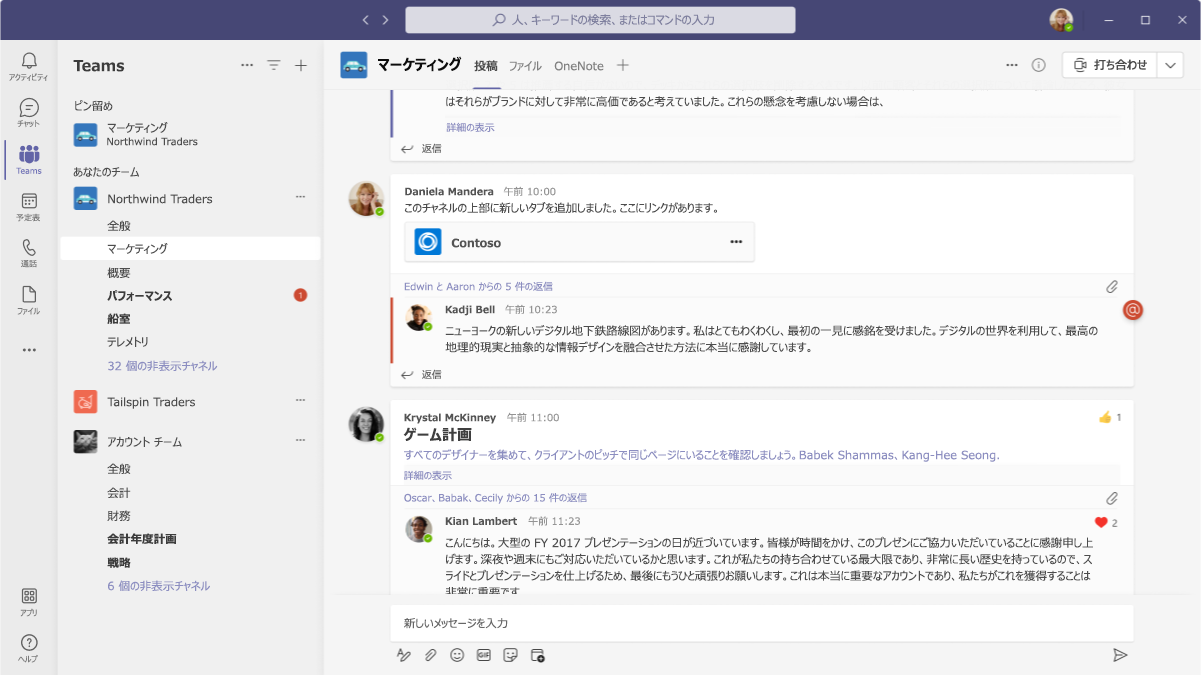 人、キーワードの検索、またはコマンドの入力
アクティビティ
チャット
Teams
予定表
通話
ファイル
アプリ
ヘルプ
Teams
ピン留め
マーケティング
Northwind Traders
あなたのチーム
Northwind Traders
全般
マーケティング
概要
パフォーマンス
1
船室
テレメトリ
32 個の非表示チャネル
Tailspin Traders
アカウント チーム
全般
会計
財務
会計年度計画
戦略
6 個の非表示チャネル
マーケティング 投稿 ファイル OneNote
打ち合わせ
はそれらがブランドに対して非常に高価であると考えていました。これらの懸念を考慮しない場合は、
詳細の表示
返信
Daniela Mandera 午前 10:00
このチャネルの上部に新しいタブを追加しました。ここにリンクがあります。
Contoso
Edwin と Aaron からの 5 件の返信
Kadji Bell 午前 10:23
ニューヨークの新しいデジタル地下鉄路線図があります。私はとてもわくわくし、最初の一見に感銘を受けました。デジタルの世界を利用して、最高の
地理的現実と抽象的な情報デザインを融合させた方法に本当に感謝しています。
@
返信
Krystal McKinney 午前 11:00
1
ゲーム計画
すべてのデザイナーを集めて、クライアントのピッチで同じページにいることを確認しましょう。Babek Shammas、Kang-Hee Seong.
詳細の表示
Oscar、Babak、Cecily からの 15 件の返信
Kian Lambert 午前 11:23
2
こんにちは。大型の FY 2017 プレゼンテーションの日が近づいています。皆様が時間をかけ、このプレゼンにご協力いただいていることに感謝申し上
げます。深夜や週末にもご対応いただいているかと思います。これが私たちの持ち合わせている最大限であり、非常に長い歴史を持っているので、ス
ライドとプレゼンテーションを仕上げるため、最後にもうひと頑張りお願いします。これは本当に重要なアカウントであり、私たちがこれを獲得することは
非常に重要です
新しいメッセージを入力
GIF